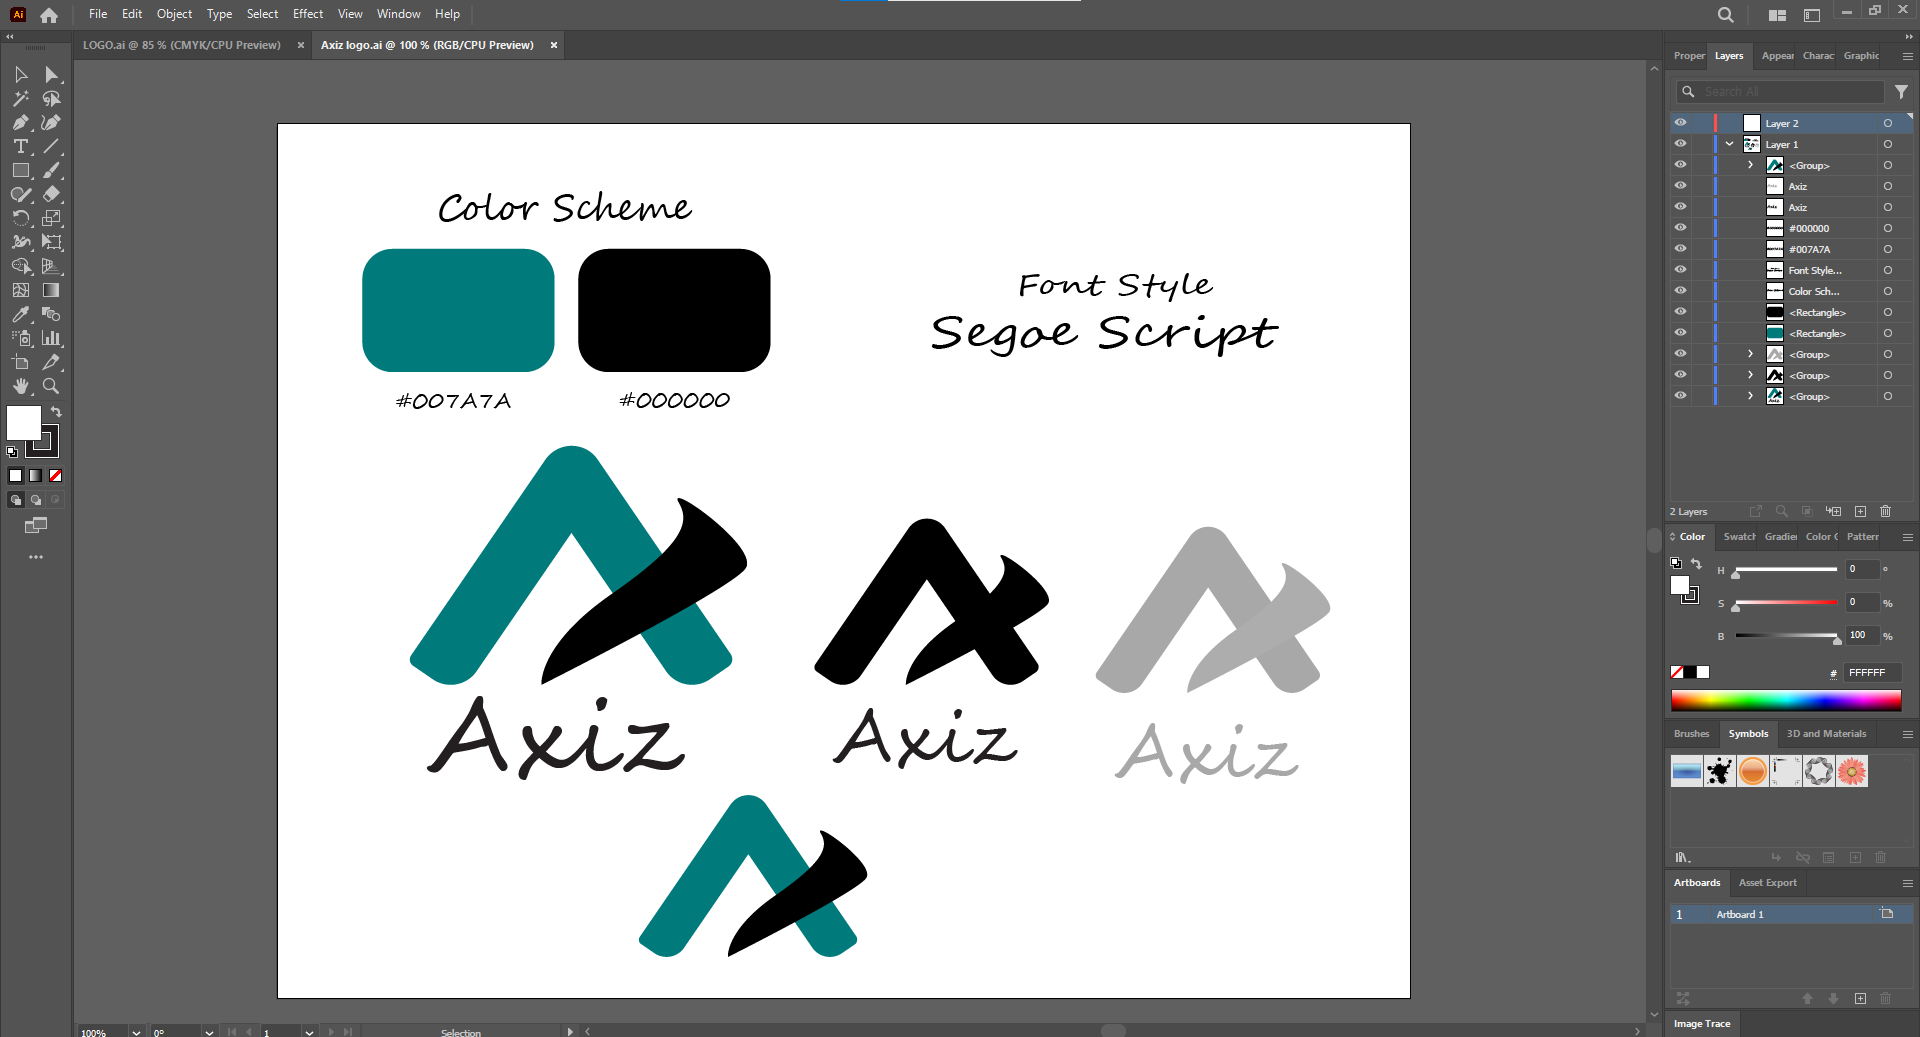 Ai
File Edit Object Type Select Effect View Window Help
LOGO.ai @ 85 % (CMYK/CPU Preview) ×
Axiz logo.ai @ 100 % (RGB/CPU Preview) ×
Color Scheme
#007A7A
#000000
Font Style
Segoe Script
Axiz
Axiz
Axiz
100%
0°
1
Selection
Proper Layers Appear Charac Graphic
Search All
Layer 2
Layer 1
<Group>
Axiz
Axiz
#000000
#007A7A
Font Style...
Color Sch...
<Rectangle>
<Rectangle>
<Group>
<Group>
<Group>
2 Layers
Color Swatch Gradie Color G Pattern
H 0 °
S 0 %
B 100 %
# FFFFFF
Brushes Symbols 3D and Materials
Artboards Asset Export
1 Artboard 1
Image Trace